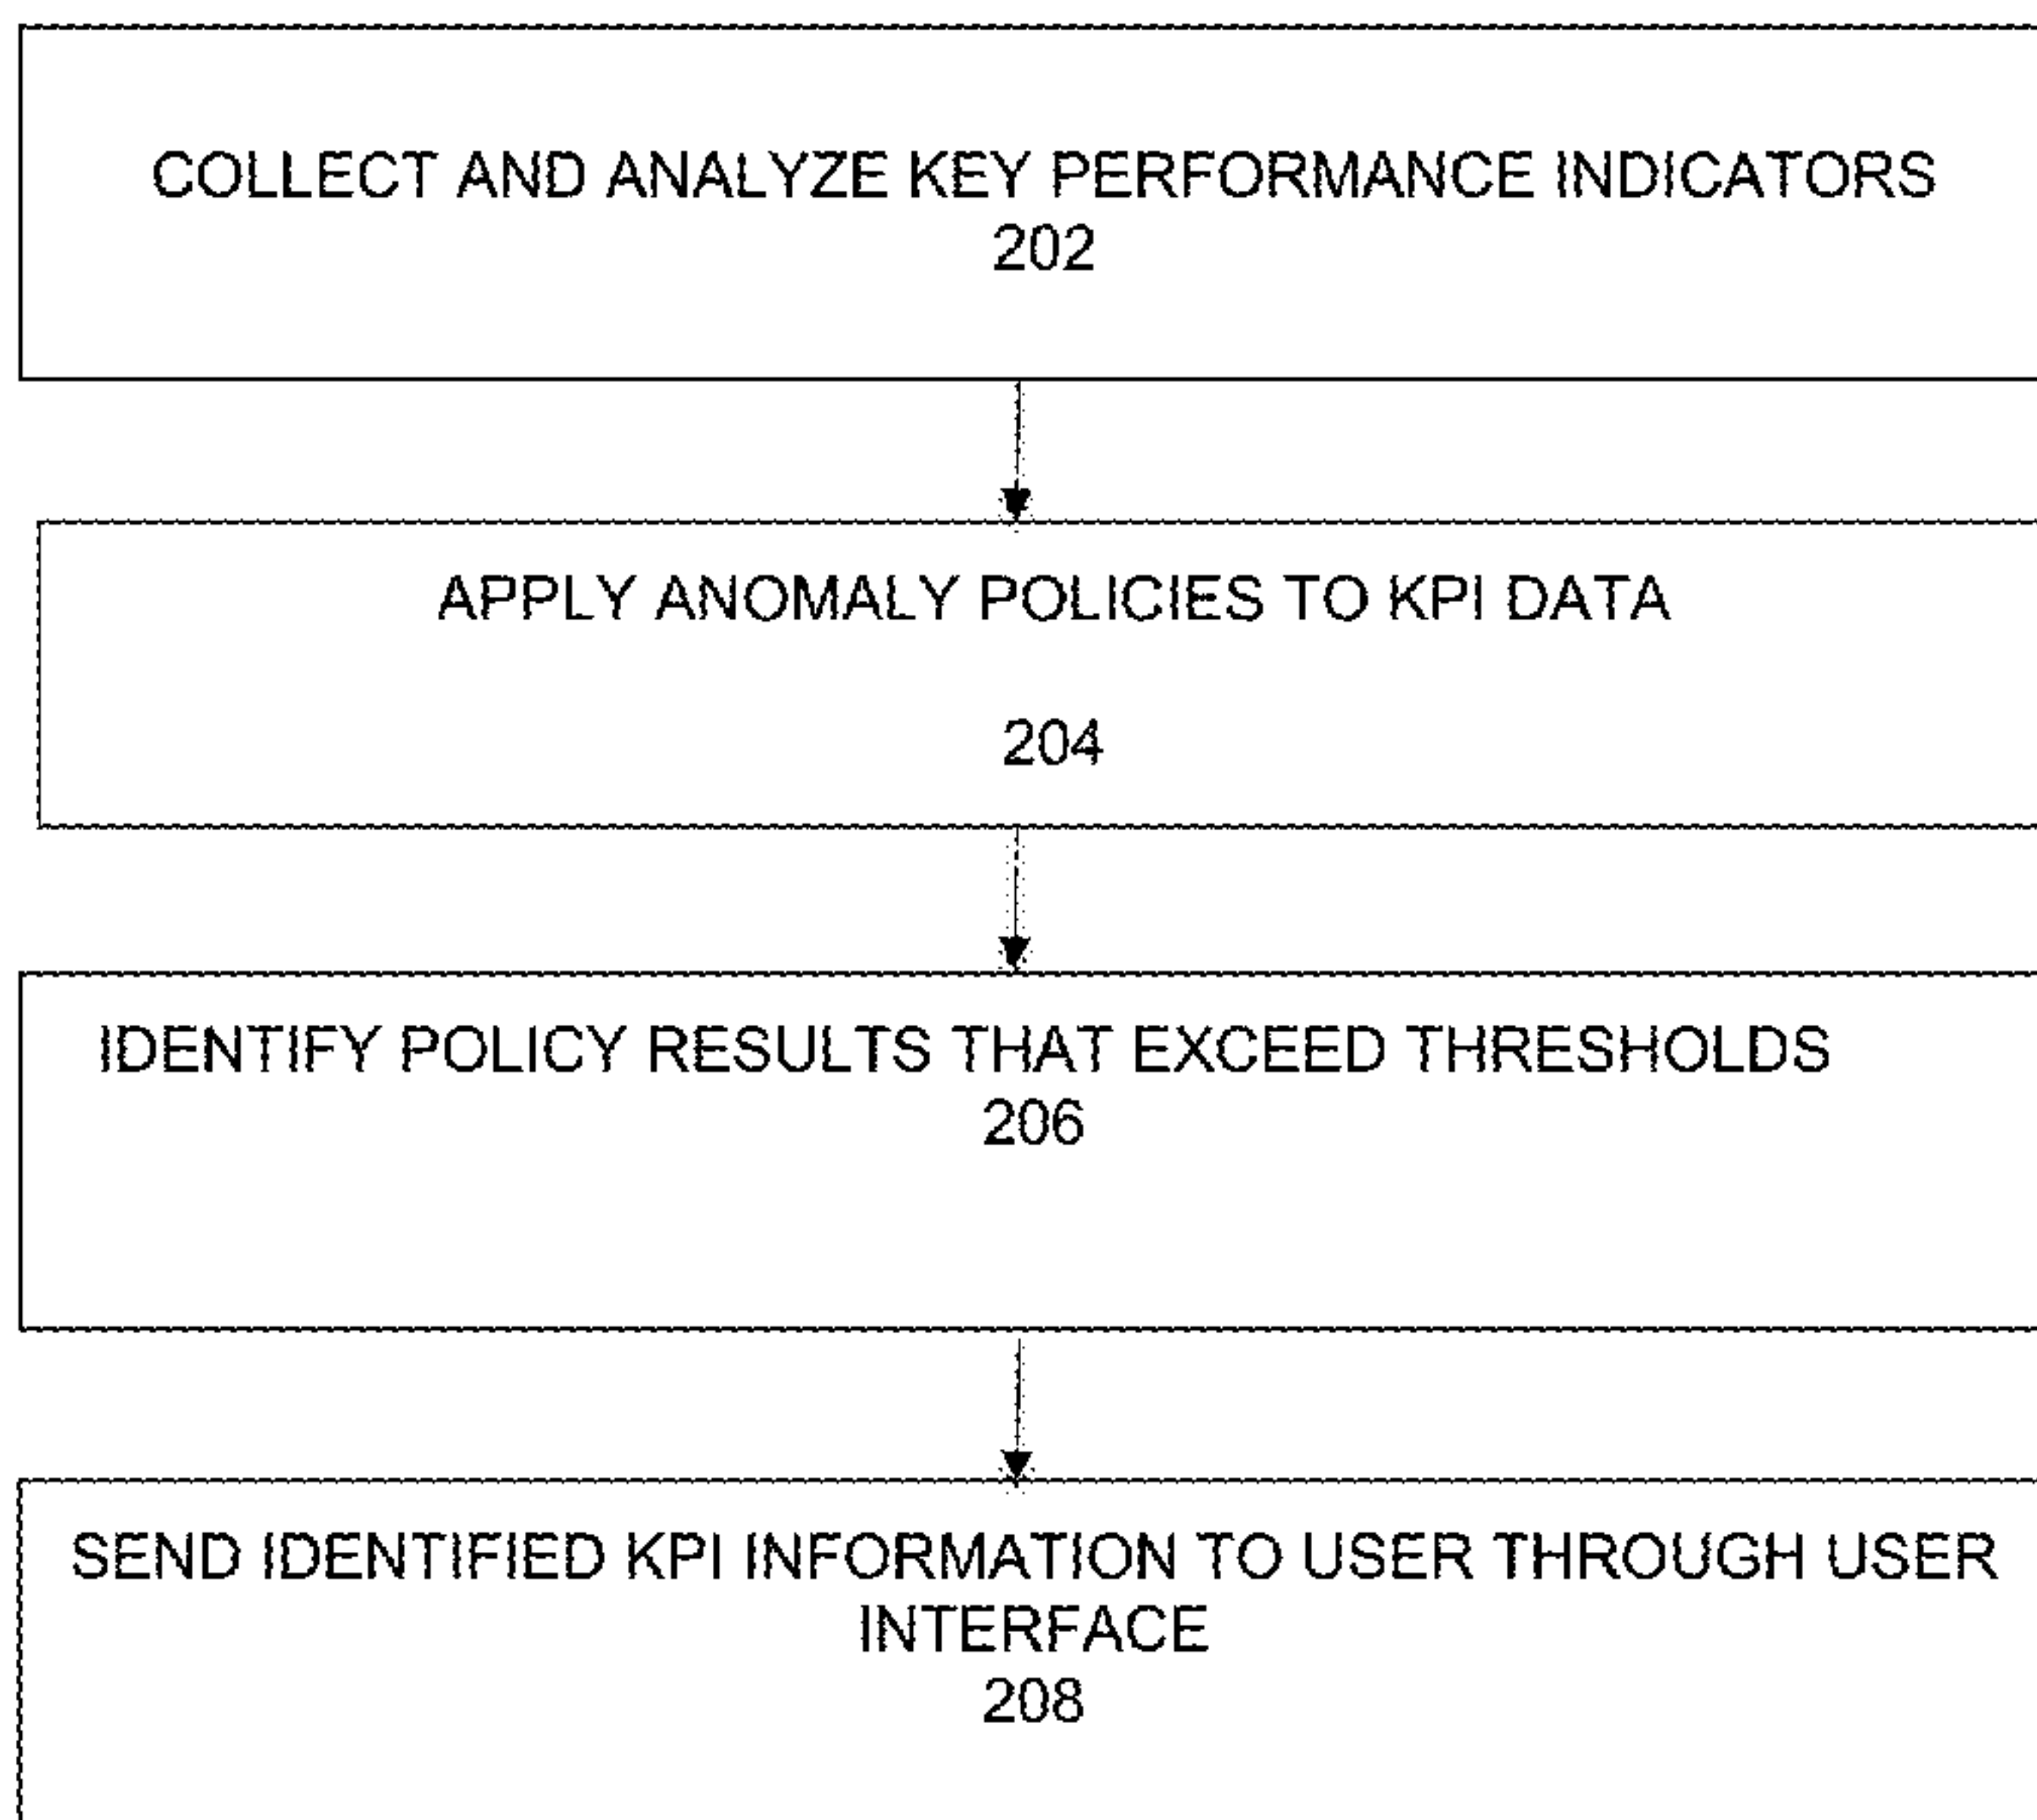 COLLECT AND ANALYZE KEY PERFORMANCE INDICATORS
202
APPLY ANOMALY POLICIES TO KPI DATA
204
IDENTIFY POLICY RESULTS THAT EXCEED THRESHOLDS
206
SEND IDENTIFIED KPI INFORMATION TO USER THROUGH USER
INTERFACE
208